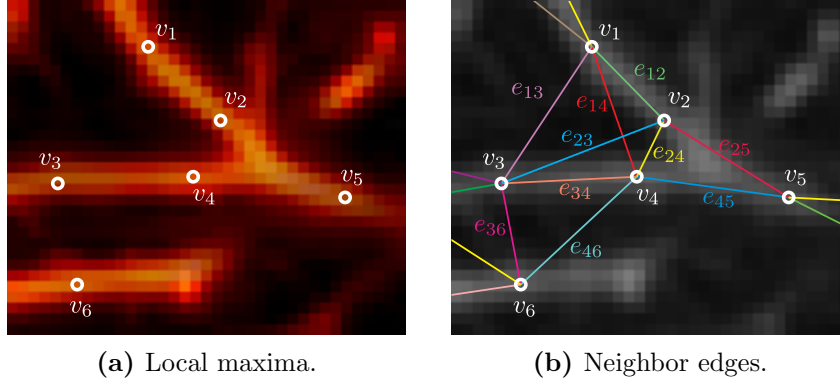 v1
v2
v3
v4
v5
v6
(a) Local maxima.
v1
e12
e13
e14
v2
e23
e24
e25
v3
v4
v5
e34
e45
e36
e46
v6
(b) Neighbor edges.